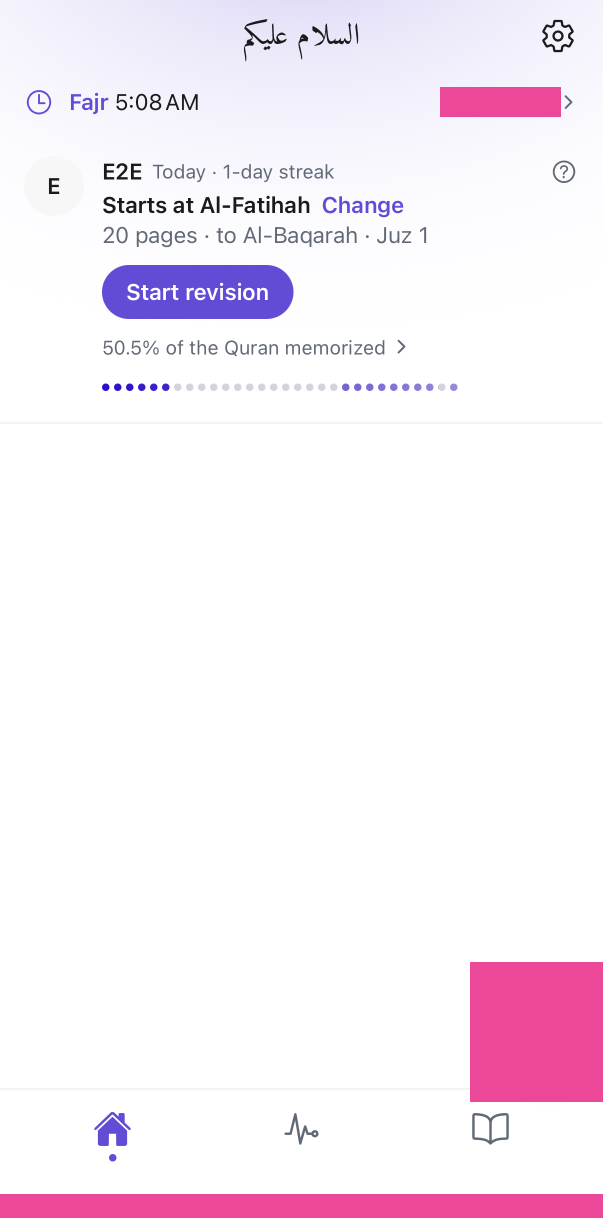 السلام عليكم
Fajr 5:08 AM
E
E2E Today · 1-day streak
Starts at Al-Fatihah Change
20 pages · to Al-Baqarah · Juz 1
Start revision
50.5% of the Quran memorized